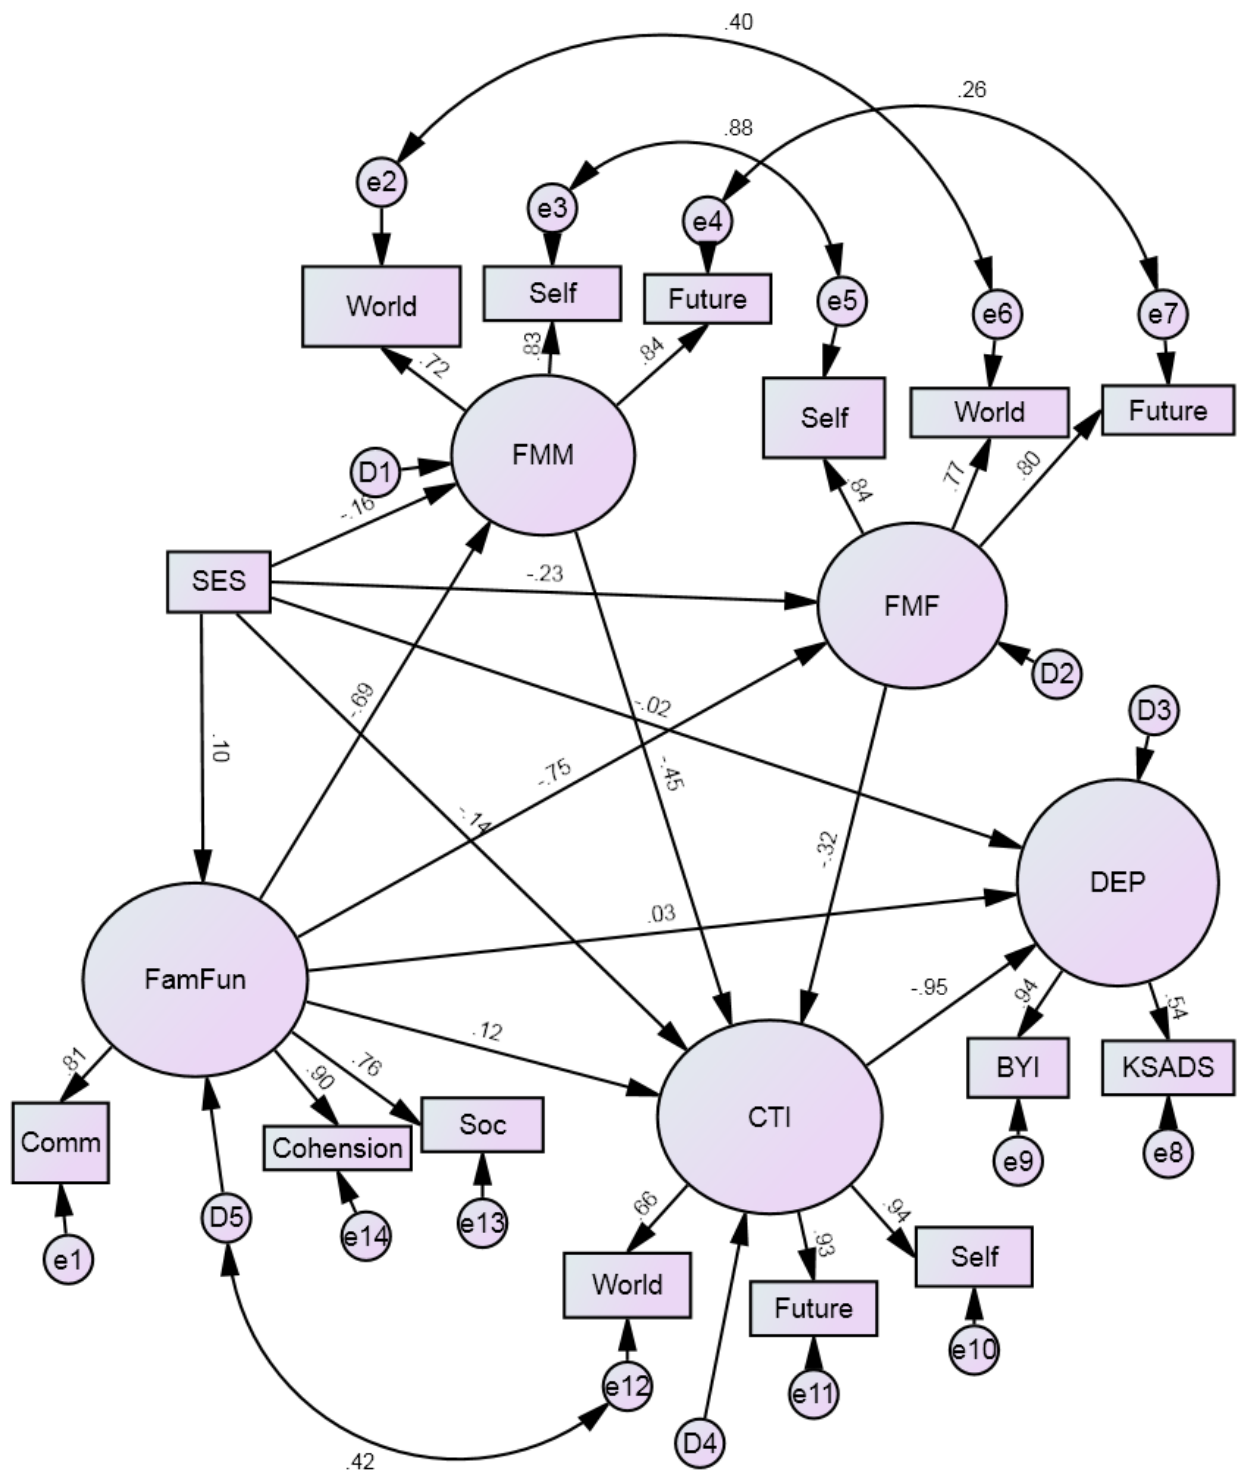 .40
.26
.88
e2
e3
e4
World
Self
Future
e5
e6
e7
.72
.83
.84
Self
World
Future
FMM
D1
-.16
.84
.77
.80
SES
-.23
FMF
D2
-.02
D3
.10
-.69
-.75
-.45
-.14
-.32
DEP
.03
FamFun
-.95
.94
.54
.12
.81
.90
.76
BYI
KSADS
Comm
Cohension
Soc
CTI
e9
e8
D5
e14
e13
.66
.93
.94
e1
World
Future
Self
e12
e11
e10
D4
.42